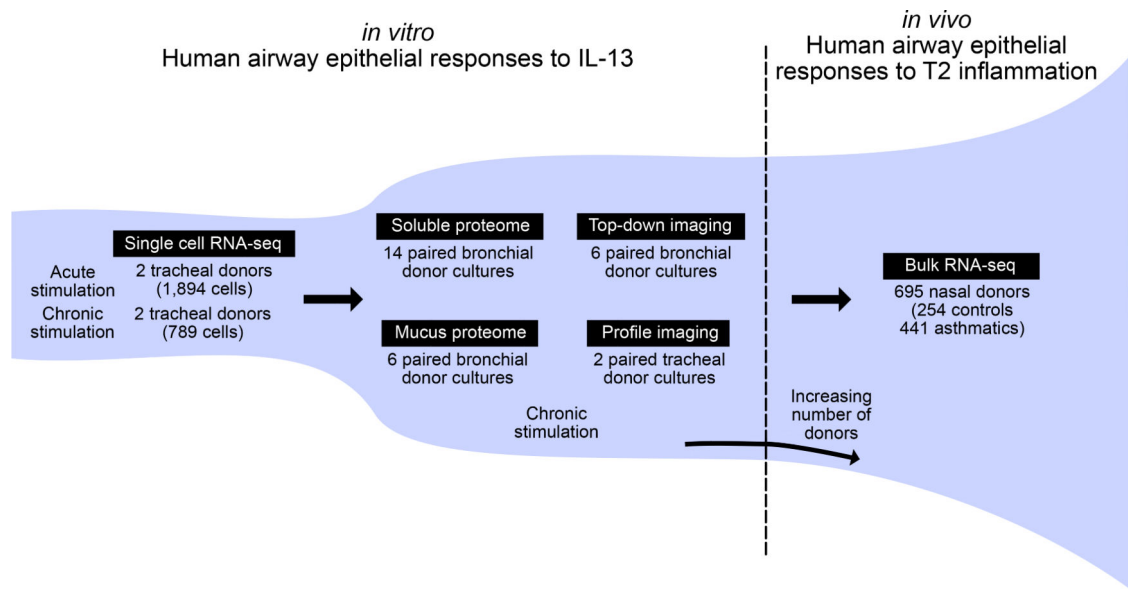 in vitro
Human airway epithelial responses to IL-13
in vivo
Human airway epithelial
responses to T2 inflammation
Single cell RNA-seq
Acute
stimulation
2 tracheal donors
(1,894 cells)
Chronic
stimulation
2 tracheal donors
(789 cells)
Soluble proteome
14 paired bronchial
donor cultures
Top-down imaging
6 paired bronchial
donor cultures
Mucus proteome
6 paired bronchial
donor cultures
Profile imaging
2 paired tracheal
donor cultures
Chronic
stimulation
Bulk RNA-seq
695 nasal donors
(254 controls
441 asthmatics)
Increasing
number of
donors